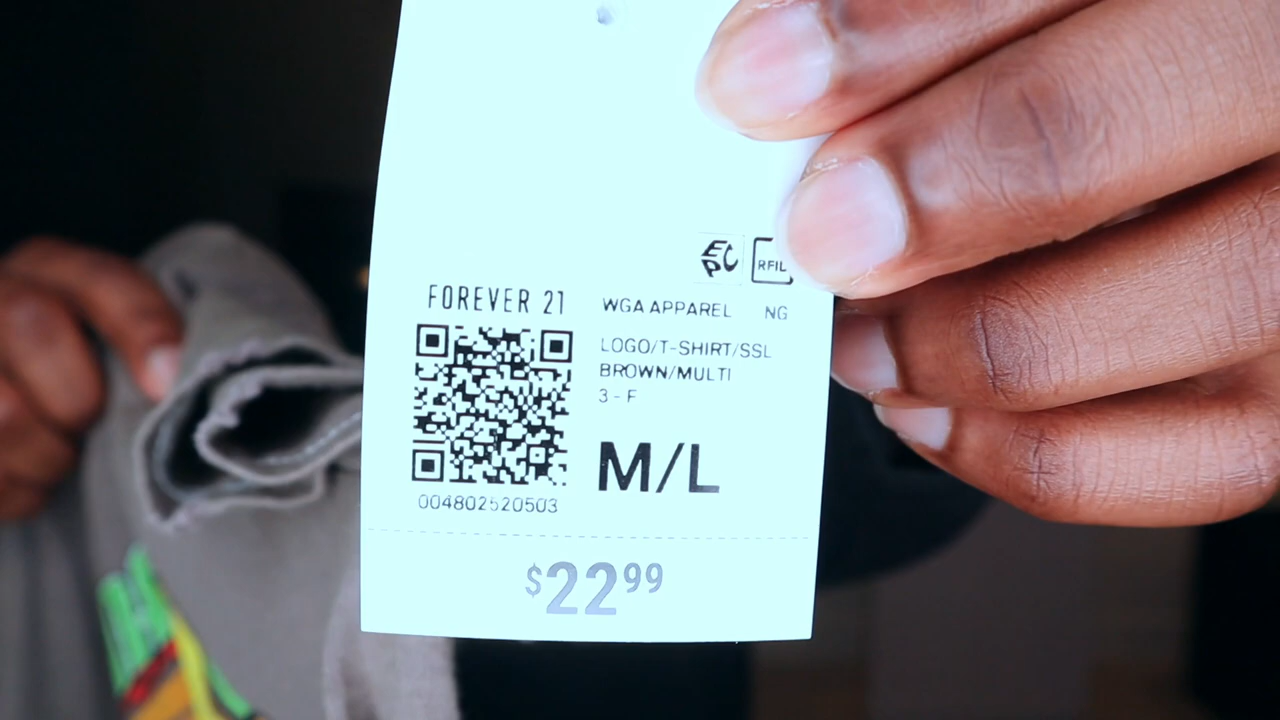 EPC
RFID
FOREVER 21
WGA APPAREL NG
LOGO/T-SHIRT/SSL
BROWN/MULTI
3 - F
M/L
004802520503
$22.99